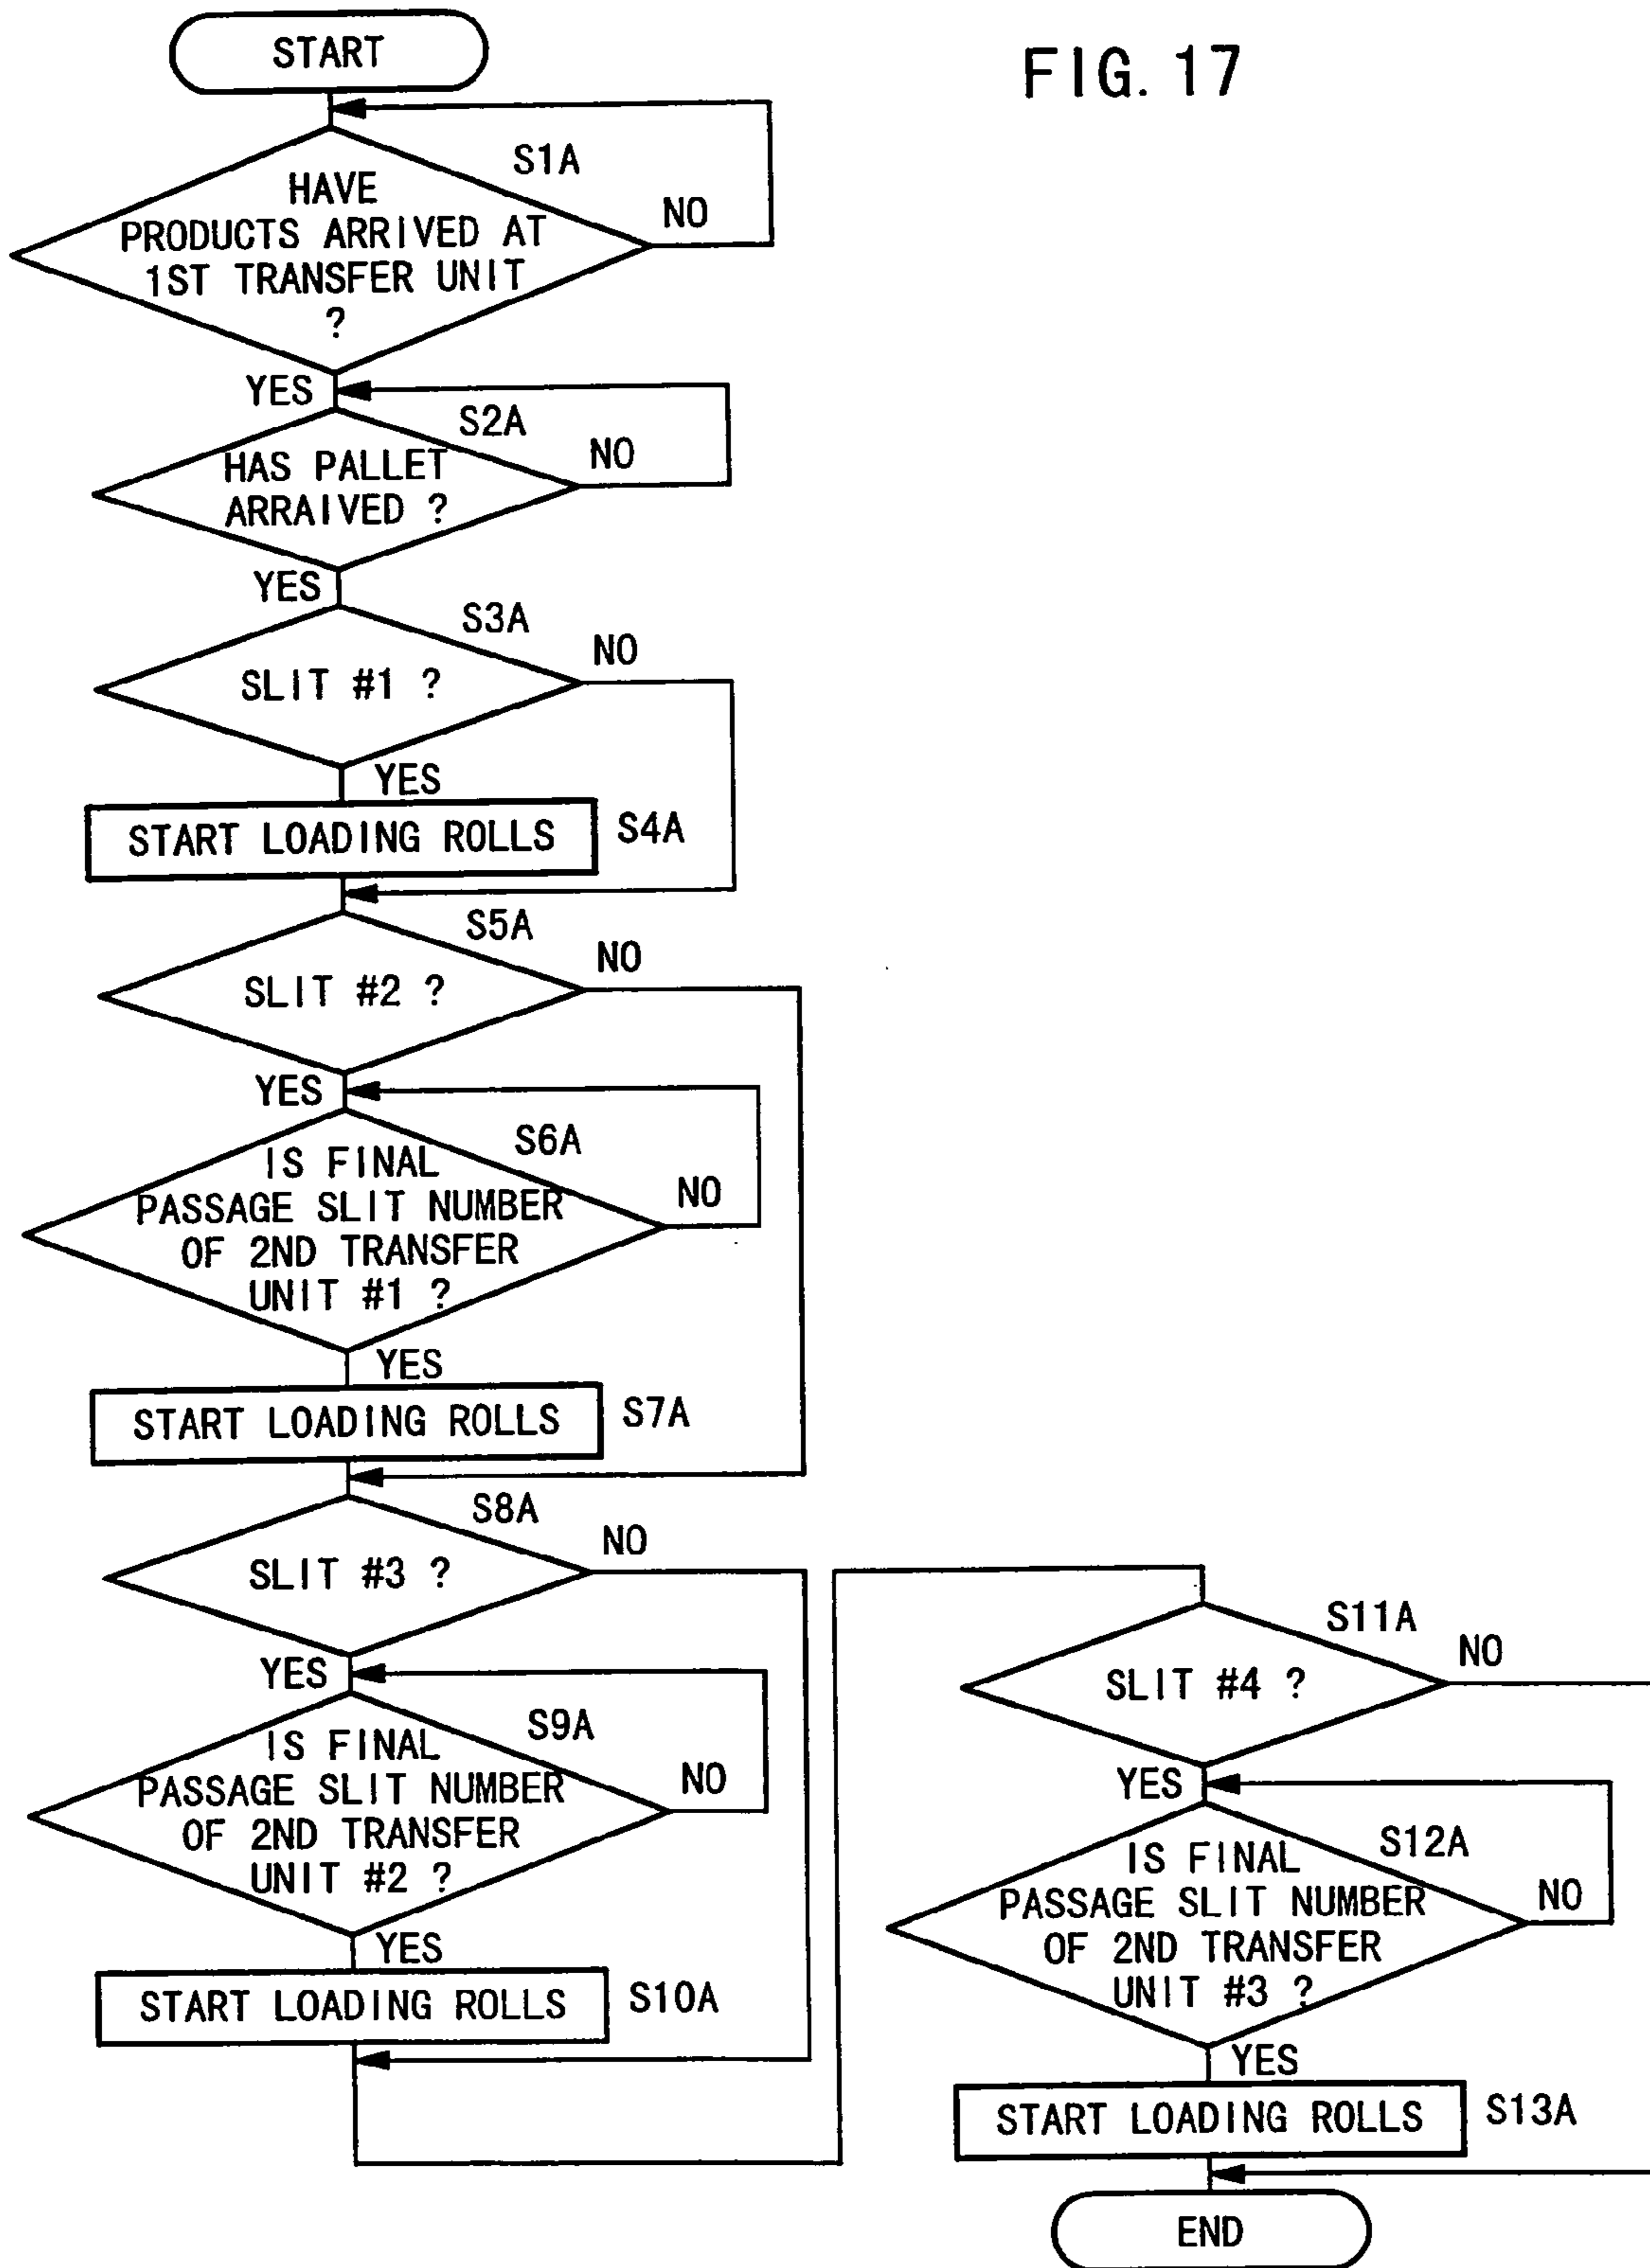 FIG. 17
START
S1A
HAVE
PRODUCTS ARRIVED AT
1ST TRANSFER UNIT
?
NO
YES
S2A
HAS PALLET
ARRAIVED ?
NO
YES
S3A
SLIT #1 ?
NO
YES
START LOADING ROLLS
S4A
S5A
SLIT #2 ?
NO
YES
S6A
IS FINAL
PASSAGE SLIT NUMBER
OF 2ND TRANSFER
UNIT #1 ?
NO
YES
START LOADING ROLLS
S7A
S8A
SLIT #3 ?
NO
YES
S9A
IS FINAL
PASSAGE SLIT NUMBER
OF 2ND TRANSFER
UNIT #2 ?
NO
YES
START LOADING ROLLS
S10A
S11A
SLIT #4 ?
NO
YES
S12A
IS FINAL
PASSAGE SLIT NUMBER
OF 2ND TRANSFER
UNIT #3 ?
NO
YES
START LOADING ROLLS
S13A
END